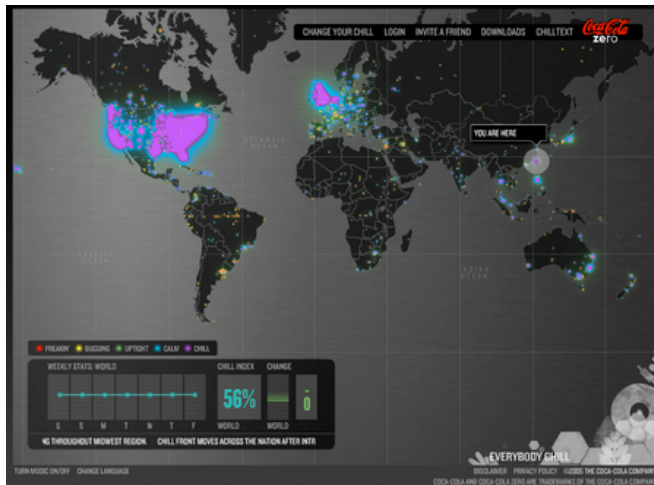 CHANGE YOUR CHILL LOGIN INVITE A FRIEND DOWNLOADS CHILLTEXT
Coca-Cola
zero
YOU ARE HERE
ATLANTIC
OCEAN
PACIFIC
OCEAN
INDIAN
OCEAN
FREAKIN' BUGGING UPTIGHT CALM CHILL
WEEKLY STATS: WORLD CHILL INDEX CHANGE
56% 0
S S M T W T F WORLD WORLD
4G THROUGHOUT MIDWEST REGION. CHILL FRONT MOVES ACROSS THE NATION AFTER INTR
EVERYBODY CHILL
TURN MUSIC ON/OFF CHANGE LANGUAGE
DISCLAIMER PRIVACY POLICY ©2005 THE COCA-COLA COMPANY
COCA-COLA AND COCA-COLA ZERO ARE TRADEMARKS OF THE COCA-COLA COMPANY